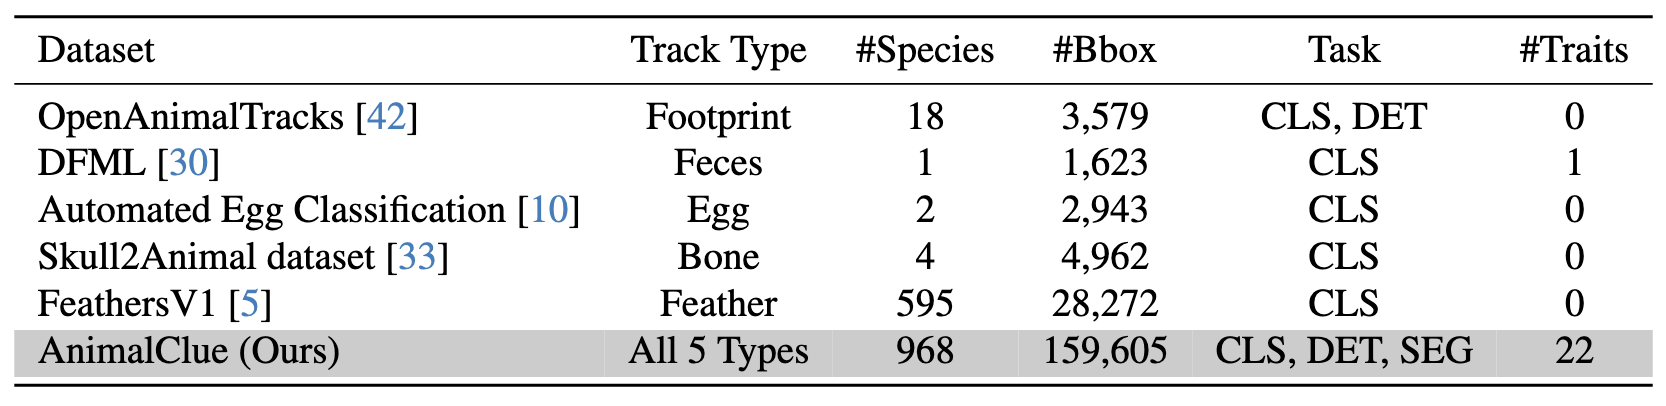 Dataset Track Type #Species #Bbox Task #Traits
OpenAnimalTracks [42] Footprint 18 3,579 CLS, DET 0
DFML [30] Feces 1 1,623 CLS 1
Automated Egg Classification [10] Egg 2 2,943 CLS 0
Skull2Animal dataset [33] Bone 4 4,962 CLS 0
FeathersV1 [5] Feather 595 28,272 CLS 0
AnimalClue (Ours) All 5 Types 968 159,605 CLS, DET, SEG 22